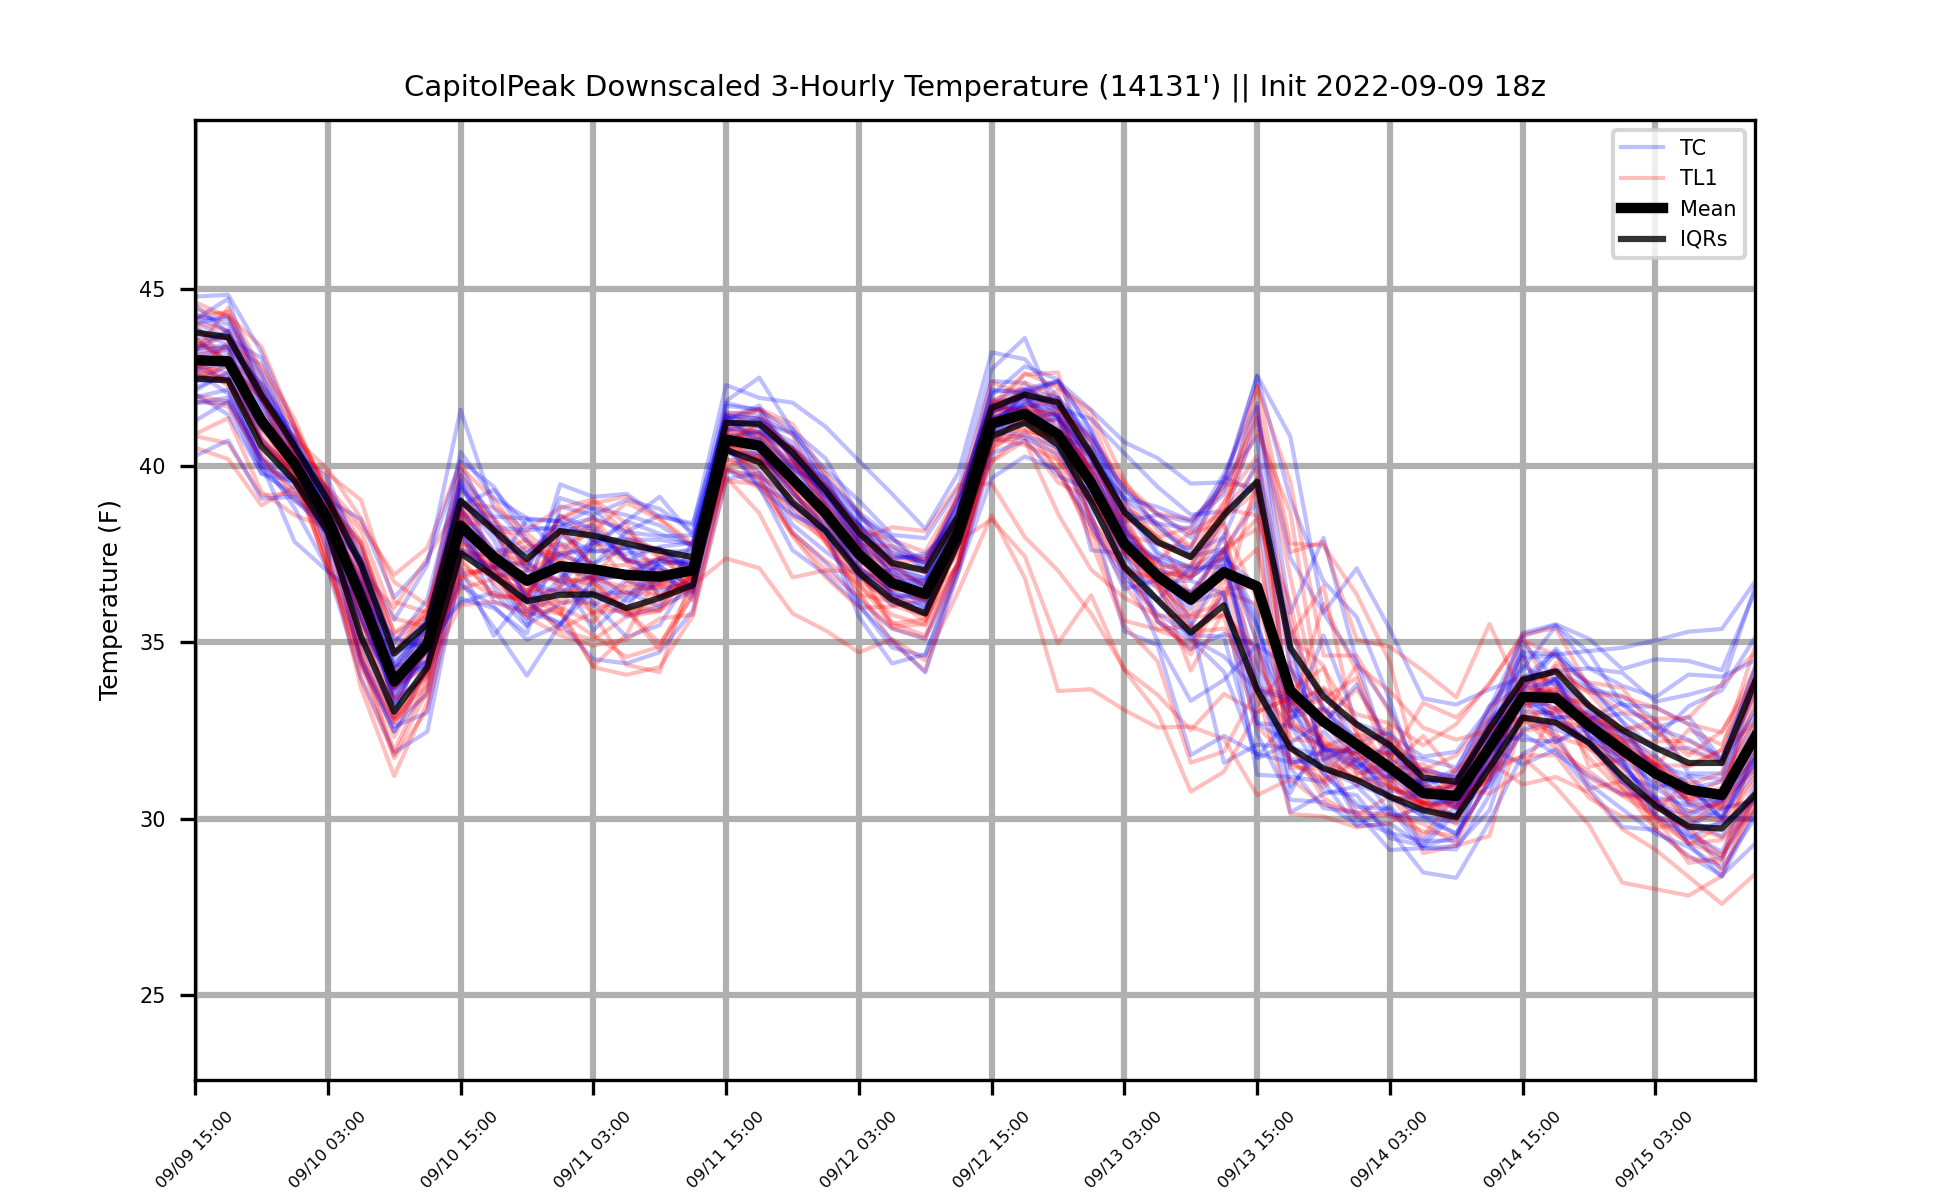 CapitolPeak Downscaled 3-Hourly Temperature (14131') || Init 2022-09-09 18z
TC
TL1
Mean
IQRs
Temperature (F)
45
40
35
30
25
09/09 15:00
09/10 03:00
09/10 15:00
09/11 03:00
09/11 15:00
09/12 03:00
09/12 15:00
09/13 03:00
09/13 15:00
09/14 03:00
09/14 15:00
09/15 03:00